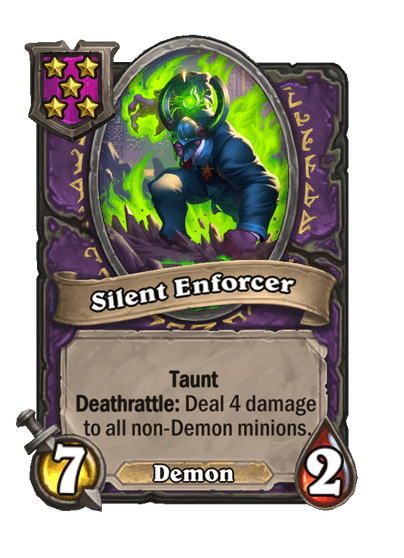 Silent Enforcer
Taunt
Deathrattle: Deal 4 damage
to all non-Demon minions.
7
Demon
2